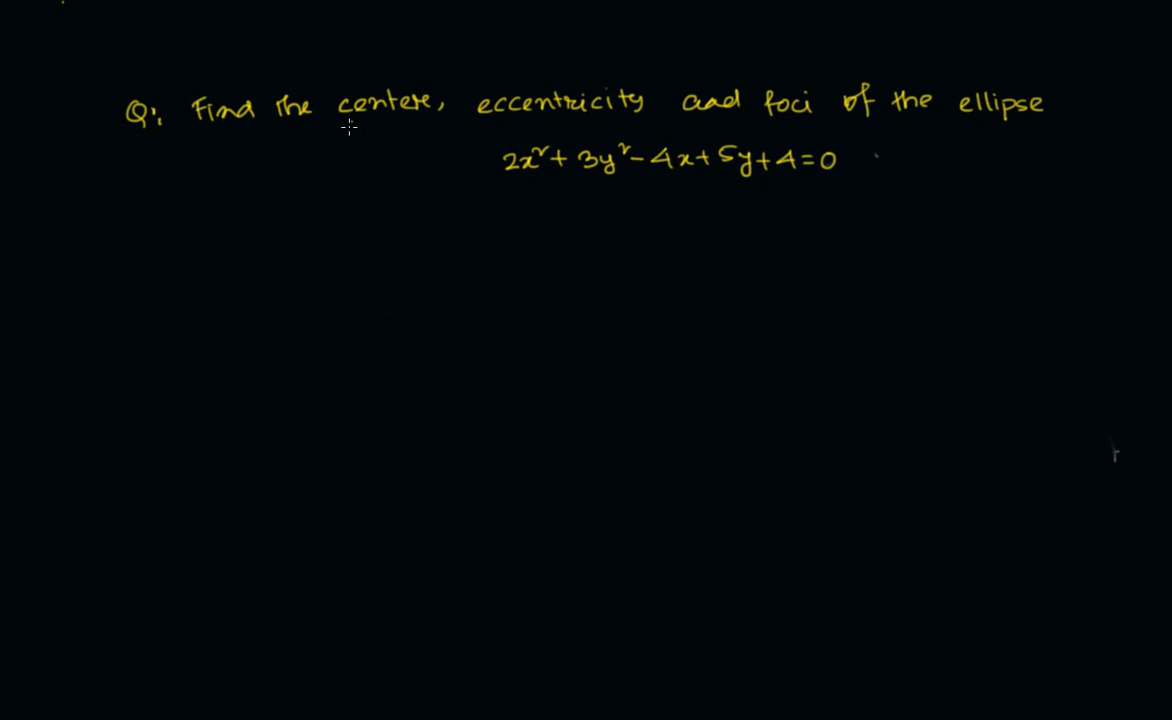 Q: Find the centere, eccentricity and foci of the ellipse
2x² + 3y² - 4x + 5y + 4 = 0